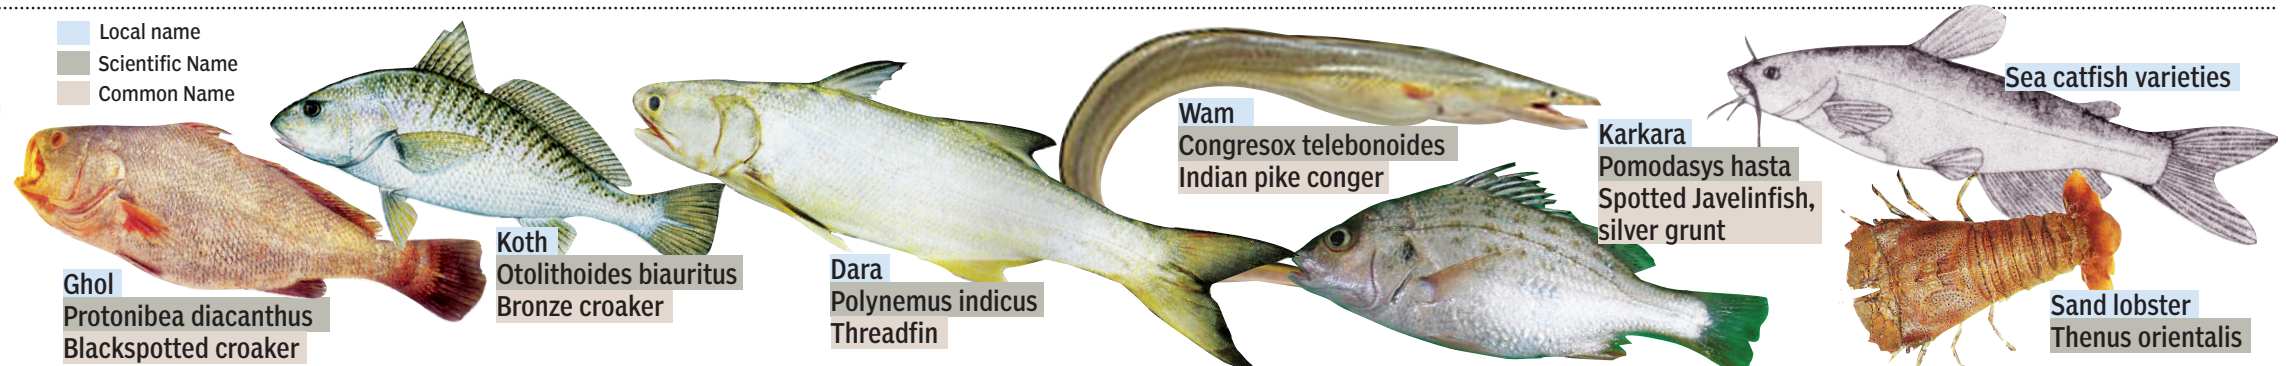 Local name
Scientific Name
Common Name
Ghol
Protonibea diacanthus
Blackspotted croaker
Koth
Otolithoides biauritus
Bronze croaker
Dara
Polynemus indicus
Threadfin
Wam
Congresox telebonoides
Indian pike conger
Karkara
Pomodasys hasta
Spotted Javelinfish,
silver grunt
Sea catfish varieties
Sand lobster
Thenus orientalis